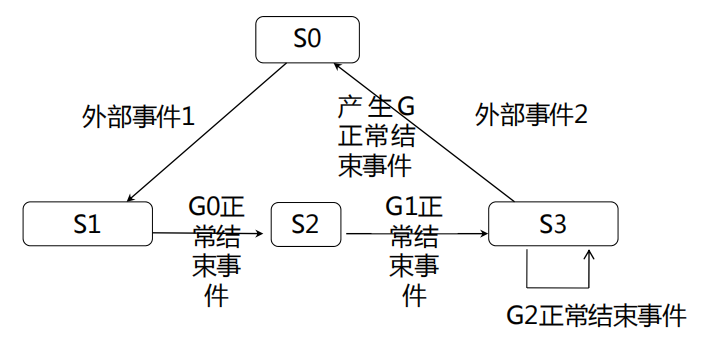 S0
外部事件1
产生G
正常结
束事件
外部事件2
S1
G0正
常结
束事
件
S2
G1正
常结
束事
件
S3
G2正常结束事件